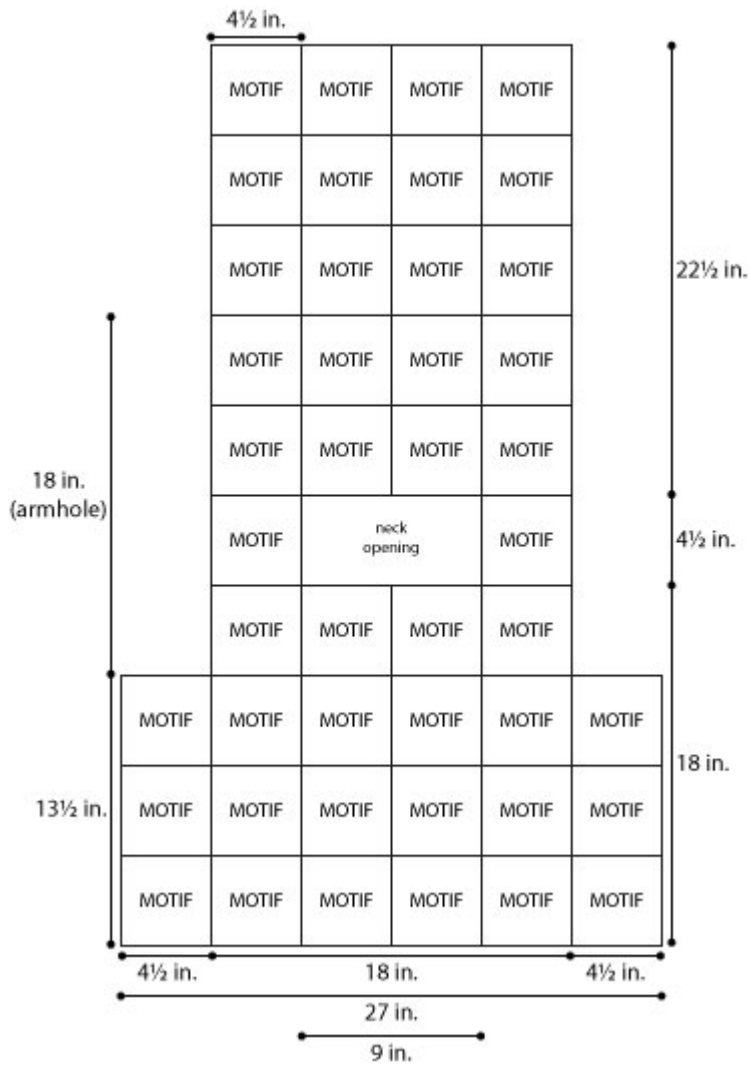 4½ in.
MOTIF MOTIF MOTIF MOTIF
MOTIF MOTIF MOTIF MOTIF
MOTIF MOTIF MOTIF MOTIF
22½ in.
MOTIF MOTIF MOTIF MOTIF
MOTIF MOTIF MOTIF MOTIF
18 in.
(armhole)
MOTIF neck MOTIF
opening
4½ in.
MOTIF MOTIF MOTIF MOTIF
MOTIF MOTIF MOTIF MOTIF MOTIF MOTIF
18 in.
13½ in.
MOTIF MOTIF MOTIF MOTIF MOTIF MOTIF
MOTIF MOTIF MOTIF MOTIF MOTIF MOTIF
4½ in. 18 in. 4½ in.
27 in.
9 in.